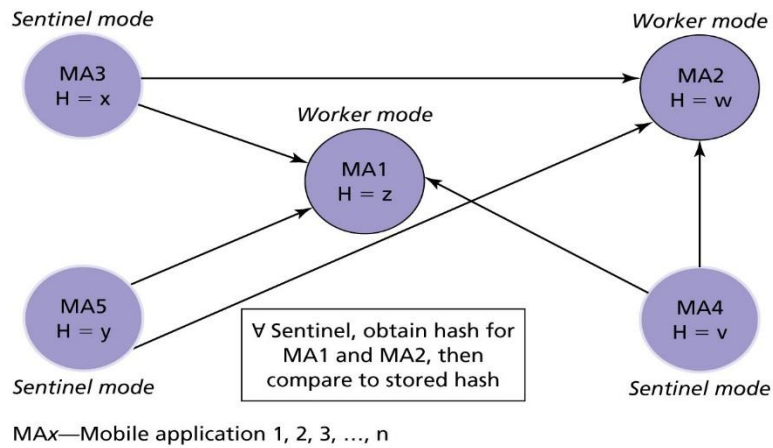 Sentinel mode
MA3
H = x
Worker mode
MA2
H = w
Worker mode
MA1
H = z
MA5
H = y
Sentinel mode
∀ Sentinel, obtain hash for
MA1 and MA2, then
compare to stored hash
MA4
H = v
Sentinel mode
MAx—Mobile application 1, 2, 3, ..., n